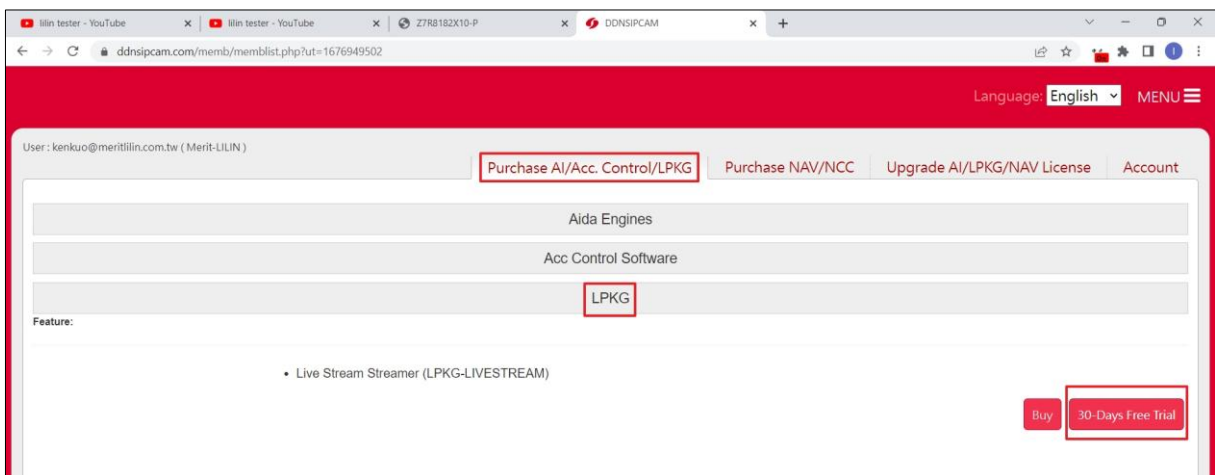 lilin tester - YouTube
lilin tester - YouTube
Z7R8182X10-P
DDNSIPCAM
ddnsipcam.com/memb/memblist.php?ut=1676949502
Language: English MENU
User : kenkuo@meritlilin.com.tw ( Merit-LILIN )
Purchase AI/Acc. Control/LPKG
Purchase NAV/NCC
Upgrade AI/LPKG/NAV License
Account
Aida Engines
Acc Control Software
LPKG
Feature:
• Live Stream Streamer (LPKG-LIVESTREAM)
Buy
30-Days Free Trial